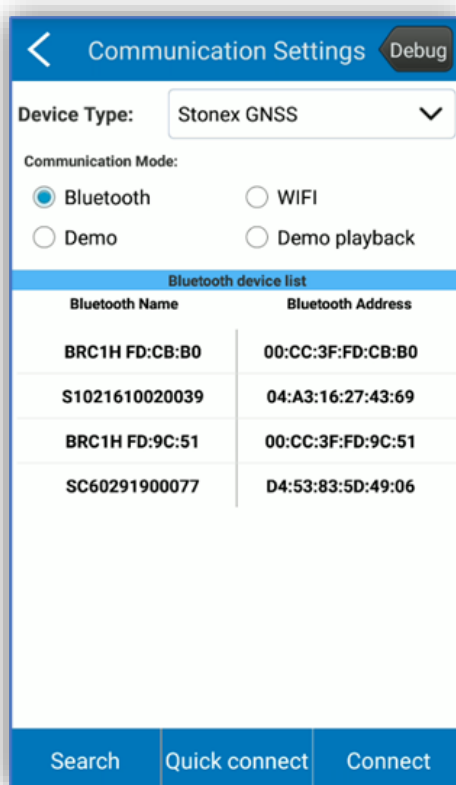 Communication Settings Debug
Device Type: Stonex GNSS
Communication Mode:
Bluetooth WIFI
Demo Demo playback
Bluetooth device list
Bluetooth Name Bluetooth Address
BRC1H FD:CB:B0 00:CC:3F:FD:CB:B0
S1021610020039 04:A3:16:27:43:69
BRC1H FD:9C:51 00:CC:3F:FD:9C:51
SC60291900077 D4:53:83:5D:49:06
Search Quick connect Connect